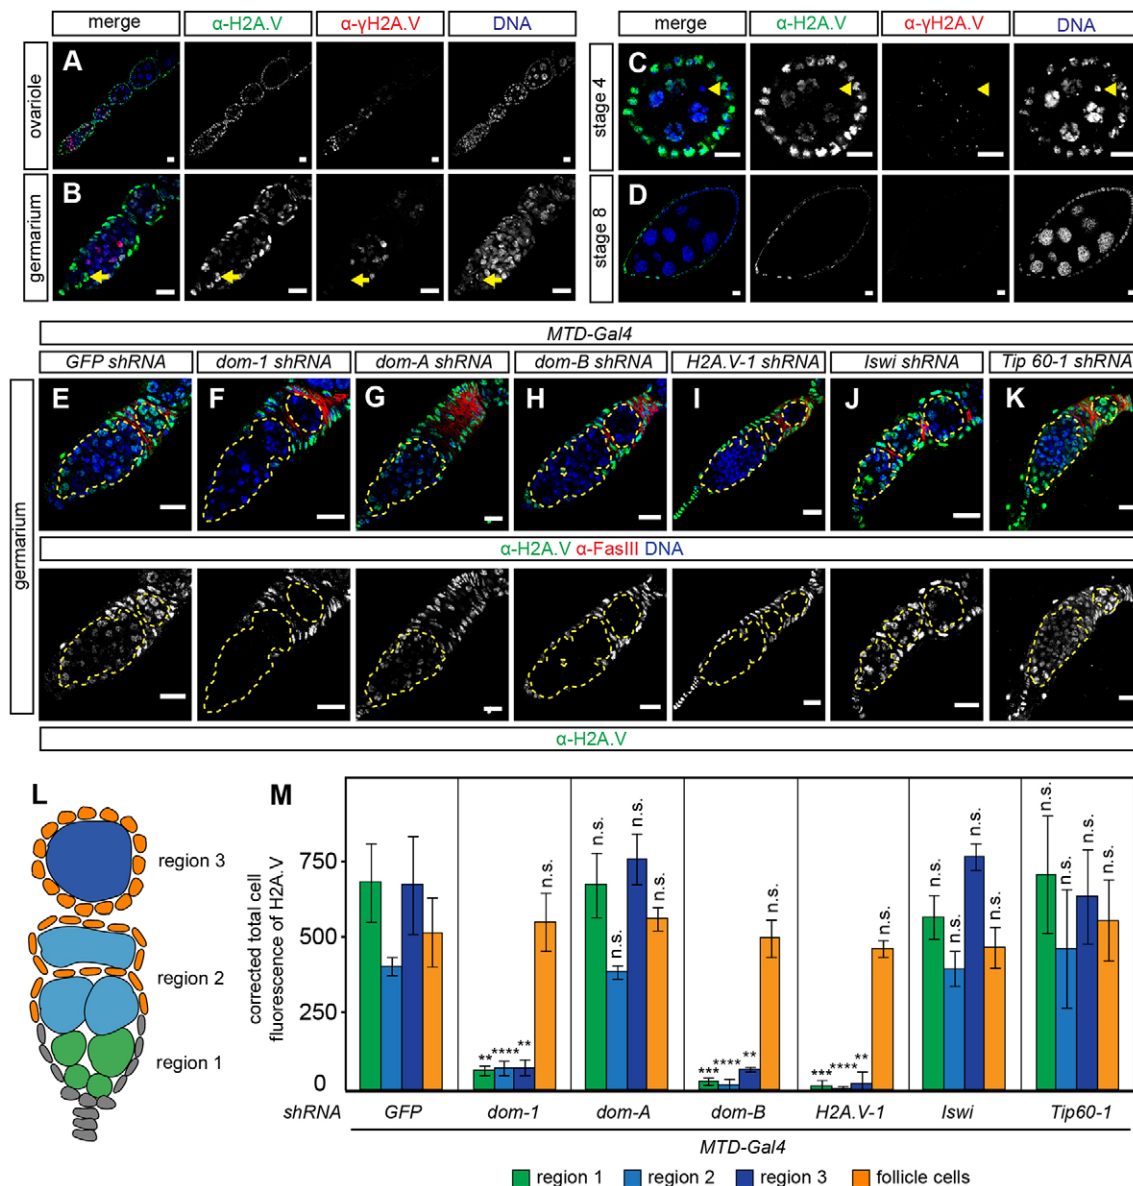 merge α-H2A.V α-γH2A.V DNA
merge α-H2A.V α-γH2A.V DNA
ovariole
A
stage 4
C
germarium
B
stage 8
D
MTD-Gal4
GFP shRNA dom-1 shRNA dom-A shRNA dom-B shRNA H2A.V-1 shRNA Iswi shRNA Tip 60-1 shRNA
E F G H I J K
germarium
α-H2A.V α-FasIII DNA
α-H2A.V
L
region 3
region 2
region 1
M
corrected total cell
fluorescence of H2A.V
750
500
250
0
n.s. n.s. n.s. n.s. n.s. n.s. n.s. n.s. n.s. n.s. n.s. n.s. n.s. n.s. n.s.
** **** ** *** **** ** *** **** **
shRNA GFP dom-1 dom-A dom-B H2A.V-1 Iswi Tip60-1
MTD-Gal4
region 1 region 2 region 3 follicle cells